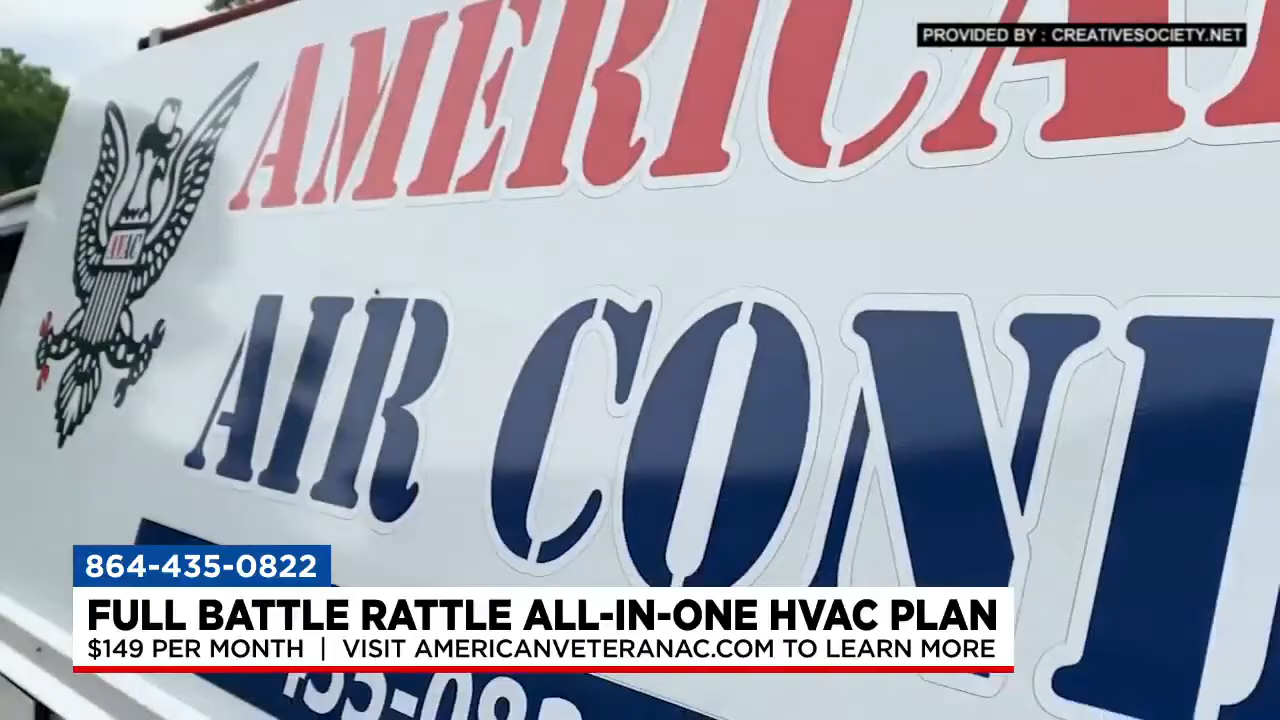 PROVIDED BY : CREATIVESOCIETY.NET
AMERICA
AVAC
AIR CON
864-435-0822
FULL BATTLE RATTLE ALL-IN-ONE HVAC PLAN
$149 PER MONTH | VISIT AMERICANVETERANAC.COM TO LEARN MORE